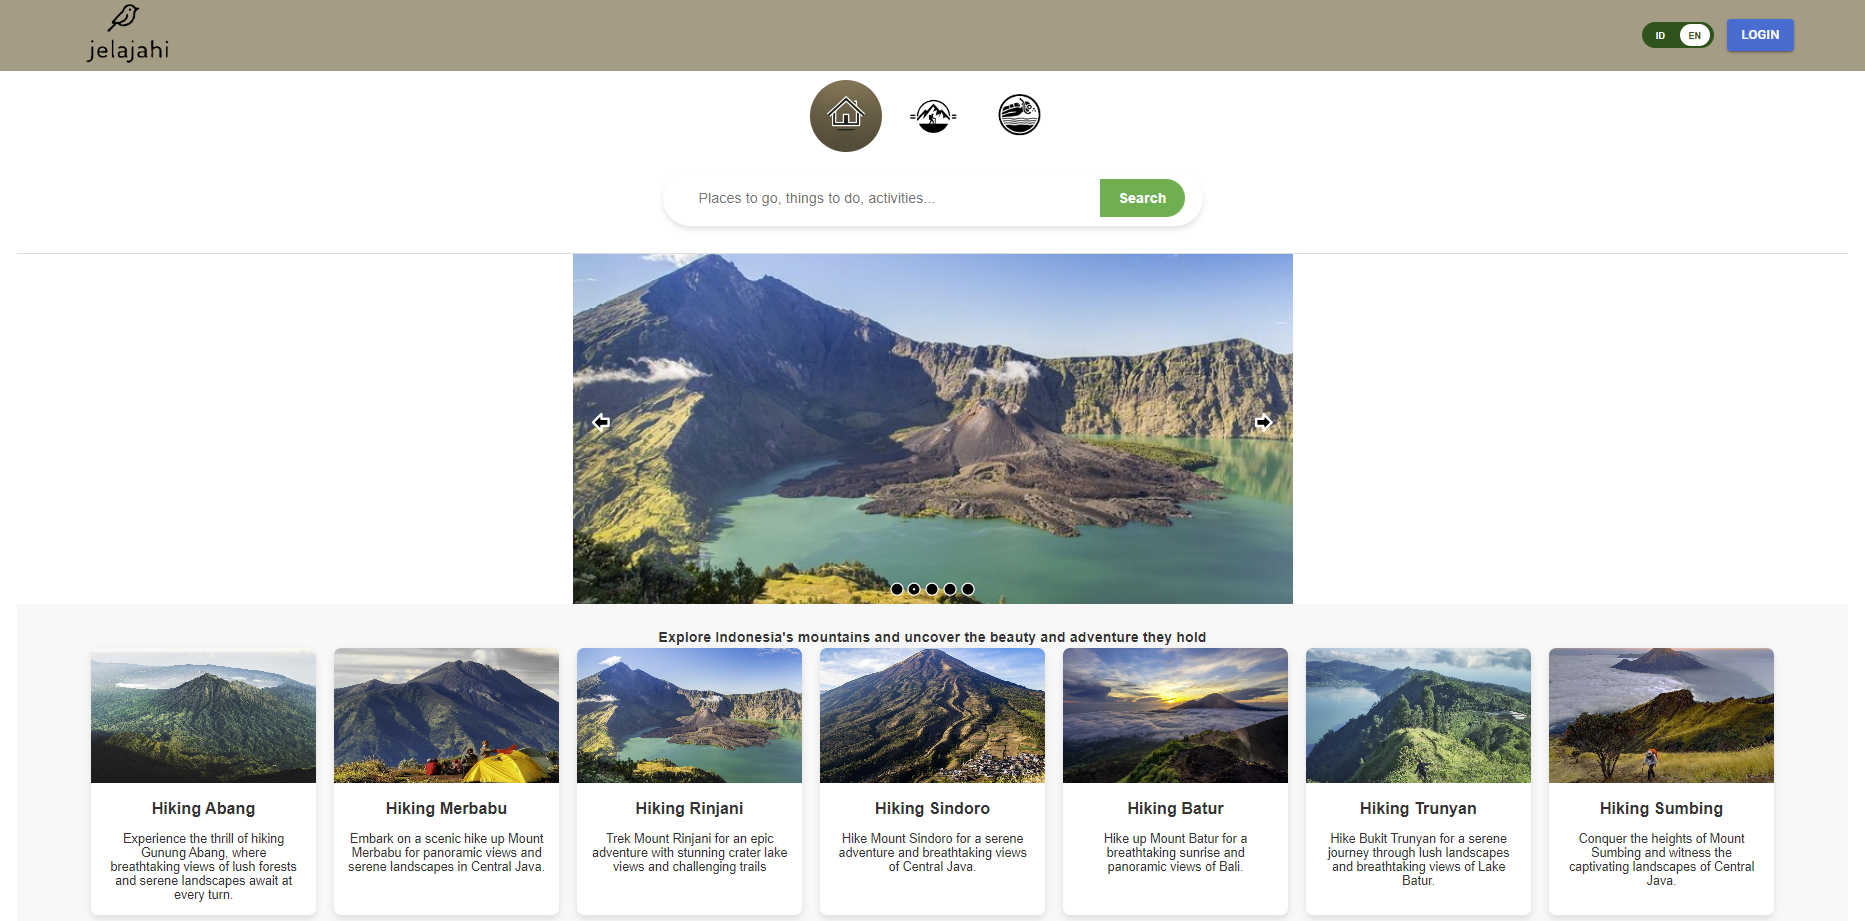 jelajahi
ID EN
LOGIN
Places to go, things to do, activities...
Search
Explore Indonesia's mountains and uncover the beauty and adventure they hold
Hiking Abang
Experience the thrill of hiking
Gunung Abang, where
breathtaking views of lush forests
and serene landscapes await at
every turn.
Hiking Merbabu
Embark on a scenic hike up Mount
Merbabu for panoramic views and
serene landscapes in Central Java.
Hiking Rinjani
Trek Mount Rinjani for an epic
adventure with stunning crater lake
views and challenging trails
Hiking Sindoro
Hike Mount Sindoro for a serene
adventure and breathtaking views
of Central Java.
Hiking Batur
Hike up Mount Batur for a
breathtaking sunrise and
panoramic views of Bali.
Hiking Trunyan
Hike Bukit Trunyan for a serene
journey through lush landscapes
and breathtaking views of Lake
Batur.
Hiking Sumbing
Conquer the heights of Mount
Sumbing and witness the
captivating landscapes of Central
Java.